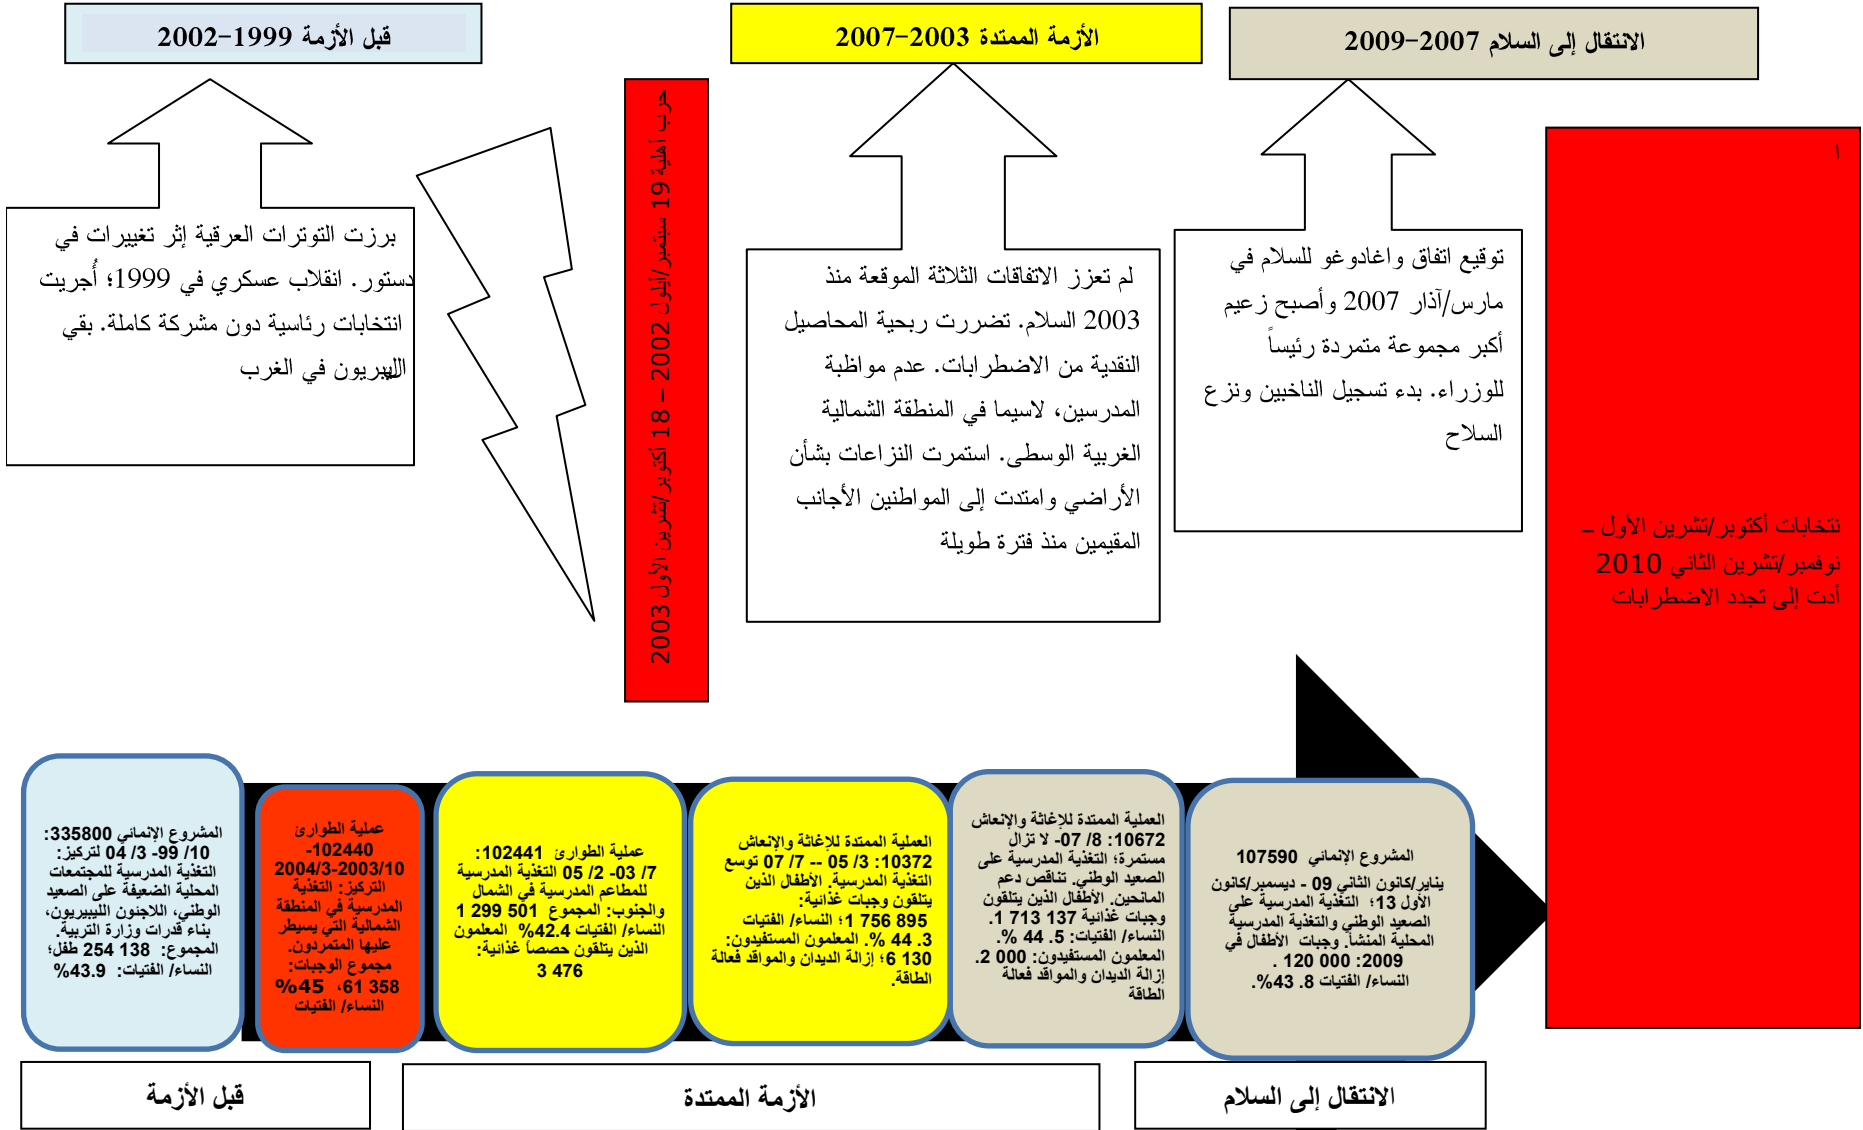 قبل الأزمة 1999-2002
الأزمة الممتدة 2003-2007
الانتقال إلى السلام 2007-2009
برزت التوترات العرقية إثر تغييرات في
دستور. انقلاب عسكري في 1999؛ أُجريت
انتخابات رئاسية دون مشركة كاملة. بقي
الليبريون في الغرب
حرب أهلية 19 سبتمبر/أيلول 2002 – 18 أكتوبر/تشرين الأول 2003
لم تعزز الاتفاقات الثلاثة الموقعة منذ
2003 السلام. تضررت ربحية المحاصيل
النقدية من الاضطرابات. عدم مواظبة
المدرسين، لاسيما في المنطقة الشمالية
الغربية الوسطى. استمرت النزاعات بشأن
الأراضي وامتدت إلى المواطنين الأجانب
المقيمين منذ فترة طويلة
توقيع اتفاق واغادوغو للسلام في
مارس/آذار 2007 وأصبح زعيم
أكبر مجموعة متمردة رئيساً
للوزراء. بدء تسجيل الناخبين ونزع
السلاح
ا
نتخابات أكتوبر/تشرين الأول –
نوفمبر/تشرين الثاني 2010
أدت إلى تجدد الاضطرابات
المشروع الإنمائي 335800:
10/ 99- 3/ 04 لتركيز:
التغذية المدرسية للمجتمعات
المحلية الضعيفة على الصعيد
الوطني، اللاجئون الليبيريون،
بناء قدرات وزارة التربية.
المجموع: 138 254 طفل؛
النساء/ الفتيات: 43.9%
عملية الطوارئ
102440-
2003/10-2004/3
التركيز: التغذية
المدرسية في المنطقة
الشمالية التي يسيطر
عليها المتمردون.
مجموع الوجبات:
358 61، 45%
النساء/ الفتيات
عملية الطوارئ 102441:
7/ 03- 2/ 05 التغذية المدرسية
للمطاعم المدرسية في الشمال
والجنوب: المجموع 501 299 1
النساء/ الفتيات 42.4% المعلمون
الذين يتلقون حصصاً غذائية:
476 3
العملية الممتدة للإغاثة والإنعاش
10372: 3/ 05 -- 7/ 07 توسع
التغذية المدرسية. الأطفال الذين
يتلقون وجبات غذائية:
895 756 1؛ النساء/ الفتيات
3. 44 %. المعلمون المستفيدون:
130 6؛ إزالة الديدان والمواقد فعالة
الطاقة.
العملية الممتدة للإغاثة والإنعاش
10672: 8/ 07- لا تزال
مستمرة؛ التغذية المدرسية على
الصعيد الوطني. تناقص دعم
المانحين. الأطفال الذين يتلقون
وجبات غذائية 137 713 1.
النساء/ الفتيات: 5. 44 %.
المعلمون المستفيدون: 000 2.
إزالة الديدان والمواقد فعالة
الطاقة
المشروع الإنمائي 107590
يناير/كانون الثاني 09 - ديسمبر/كانون
الأول 13؛ التغذية المدرسية على
الصعيد الوطني والتغذية المدرسية
المحلية المنشأ. وجبات الأطفال في
2009: 000 120 .
النساء/ الفتيات 8. 43%.
قبل الأزمة
الأزمة الممتدة
الانتقال إلى السلام